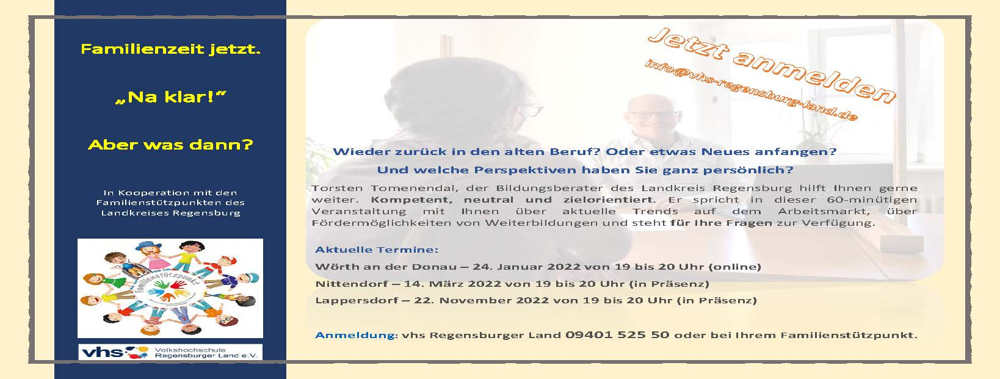 Familienzeit jetzt.
„Na klar!“
Aber was dann?
In Kooperation mit den
Familienstützpunkten des
Landkreises Regensburg
Familienstützpunkt
vhs Volkshochschule
Regensburger Land e.V.
Jetzt anmelden
info@vhs-regensburg-land.de
Wieder zurück in den alten Beruf? Oder etwas Neues anfangen?
Und welche Perspektiven haben Sie ganz persönlich?
Torsten Tomenendal, der Bildungsberater des Landkreis Regensburg hilft Ihnen gerne
weiter. Kompetent, neutral und zielorientiert. Er spricht in dieser 60-minütigen
Veranstaltung mit Ihnen über aktuelle Trends auf dem Arbeitsmarkt, über
Fördermöglichkeiten von Weiterbildungen und steht für Ihre Fragen zur Verfügung.
Aktuelle Termine:
Wörth an der Donau – 24. Januar 2022 von 19 bis 20 Uhr (online)
Nittendorf – 14. März 2022 von 19 bis 20 Uhr (in Präsenz)
Lappersdorf – 22. November 2022 von 19 bis 20 Uhr (in Präsenz)
Anmeldung: vhs Regensburger Land 09401 525 50 oder bei Ihrem Familienstützpunkt.